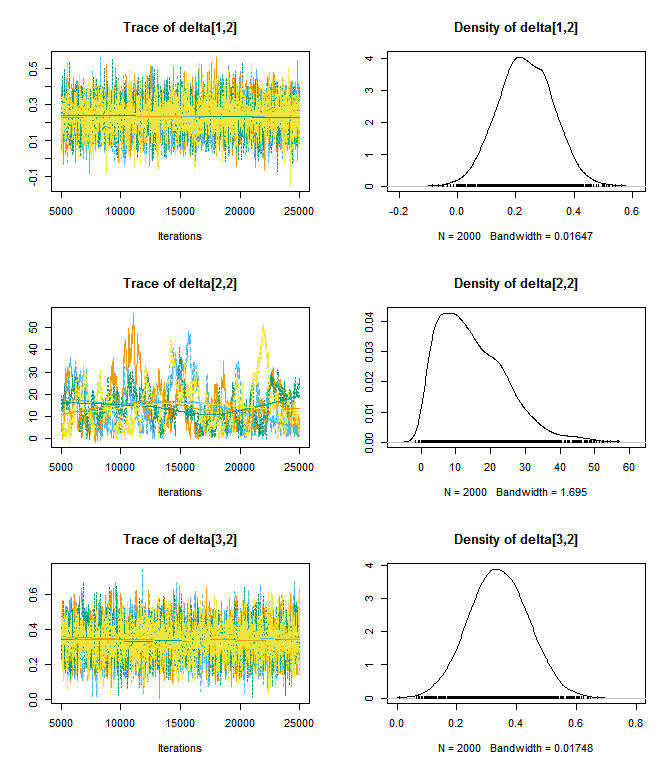 Trace of delta[1,2]
-0.1 0.1 0.3 0.5
5000 10000 15000 20000 25000
Iterations
Density of delta[1,2]
0 1 2 3 4
-0.2 0.0 0.2 0.4 0.6
N = 2000 Bandwidth = 0.01647
Trace of delta[2,2]
0 10 20 30 40 50
5000 10000 15000 20000 25000
Iterations
Density of delta[2,2]
0.00 0.01 0.02 0.03 0.04
0 10 20 30 40 50 60
N = 2000 Bandwidth = 1.695
Trace of delta[3,2]
0.0 0.2 0.4 0.6
5000 10000 15000 20000 25000
Iterations
Density of delta[3,2]
0 1 2 3 4
0.0 0.2 0.4 0.6 0.8
N = 2000 Bandwidth = 0.01748